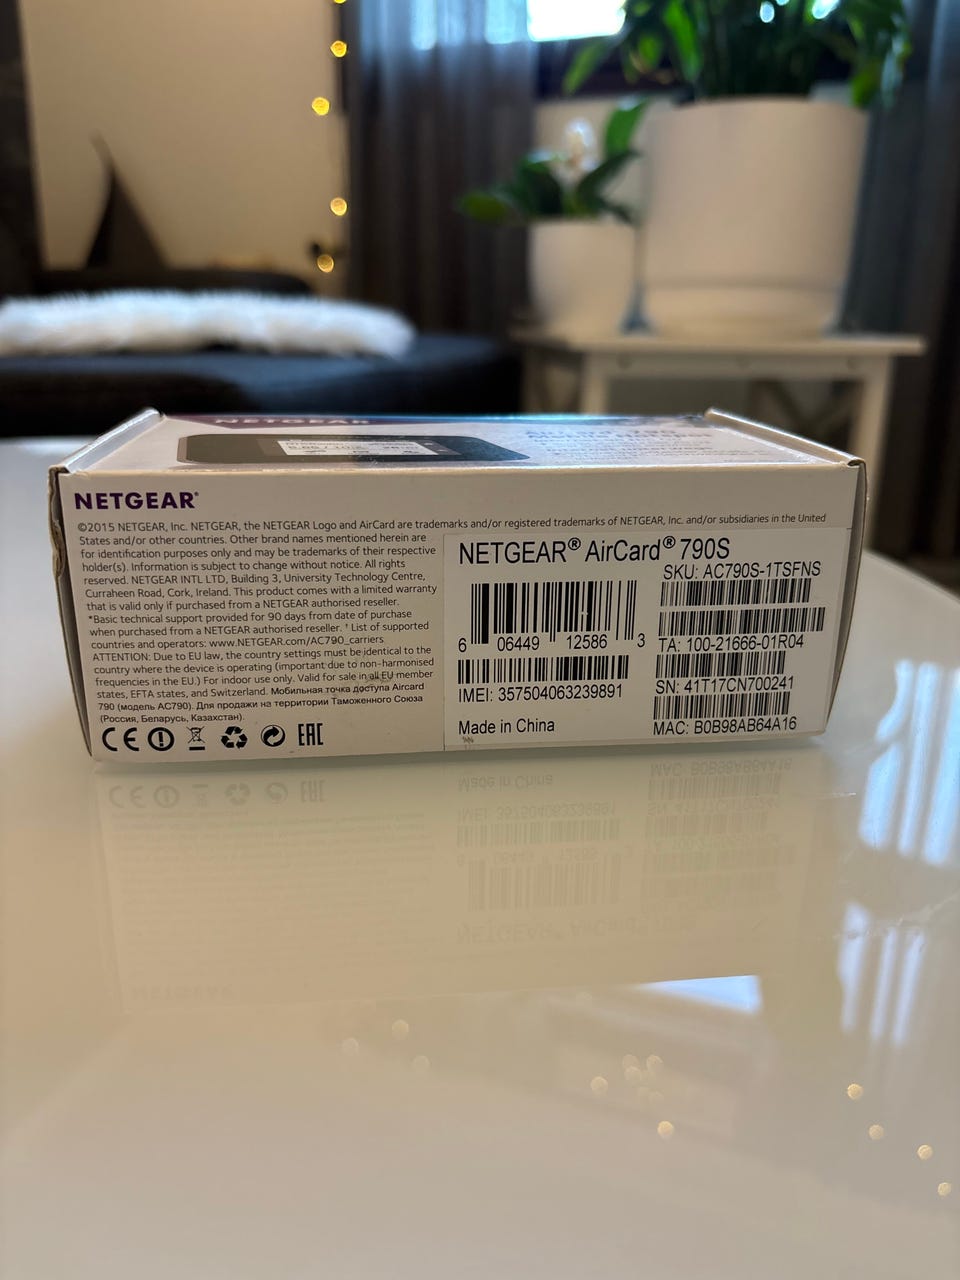 NETGEAR
NETGEAR®
©2015 NETGEAR, Inc. NETGEAR, the NETGEAR Logo and AirCard are trademarks and/or registered trademarks of NETGEAR, Inc. and/or subsidiaries in the United
States and/or other countries. Other brand names mentioned herein are
for identification purposes only and may be trademarks of their respective
holder(s). Information is subject to change without notice. All rights
reserved. NETGEAR INTL LTD, Building 3, University Technology Centre,
Curraheen Road, Cork, Ireland. This product comes with a limited warranty
that is valid only if purchased from a NETGEAR authorised reseller.
*Basic technical support provided for 90 days from date of purchase
when purchased from a NETGEAR authorised reseller. † List of supported
countries and operators: www.NETGEAR.com/AC790_carriers
ATTENTION: Due to EU law, the country settings must be identical to the
country where the device is operating (important due to non-harmonised
frequencies in the EU.) For indoor use only. Valid for sale in all EU member
states, EFTA states, and Switzerland. Мобильная точка доступа Aircard
790 (модель AC790). Для продажи на территории Таможенного Союза
(Россия, Беларусь, Казахстан).
CE EAC
NETGEAR® AirCard® 790S
6 06449 12586 3
IMEI: 357504063239891
Made in China
SKU: AC790S-1TSFNS
TA: 100-21666-01R04
SN: 41T17CN700241
MAC: B0B98AB64A16